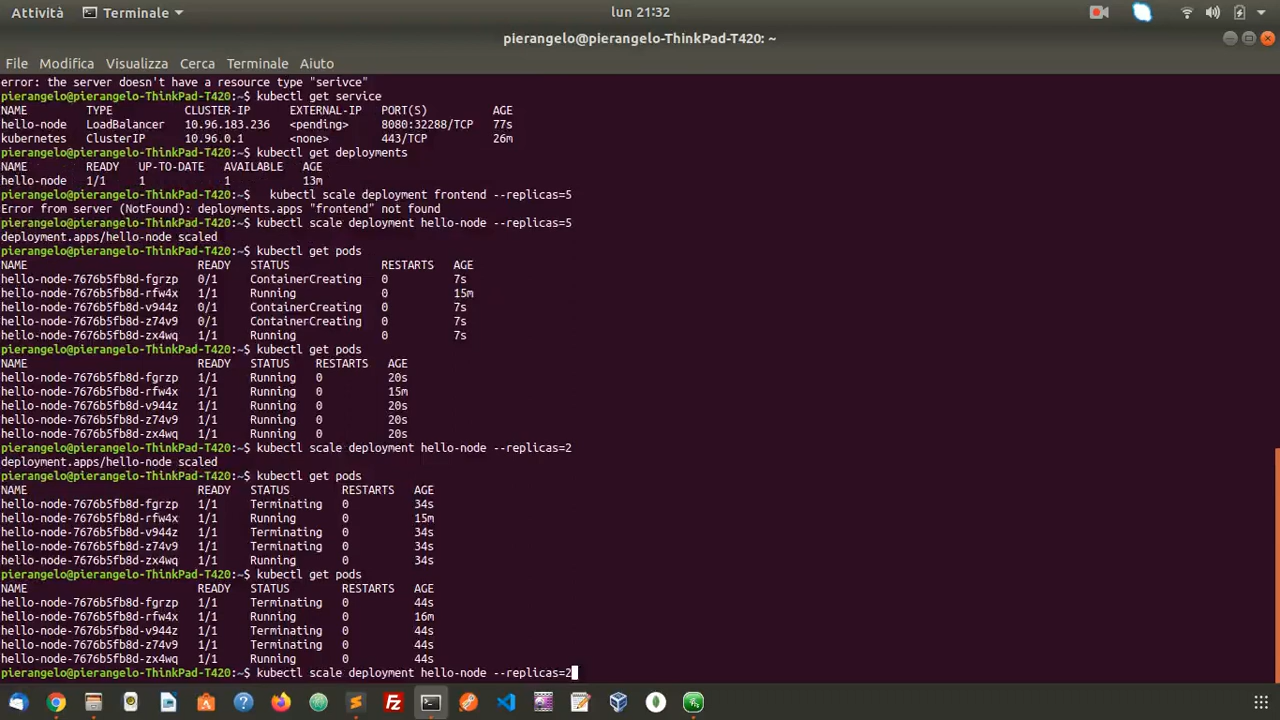 Attività Terminale lun 21:32
pierangelo@pierangelo-ThinkPad-T420: ~
File Modifica Visualizza Cerca Terminale Aiuto
error: the server doesn't have a resource type "serivce"
pierangelo@pierangelo-ThinkPad-T420:~$ kubectl get service
NAME TYPE CLUSTER-IP EXTERNAL-IP PORT(S) AGE
hello-node LoadBalancer 10.96.183.236 <pending> 8080:32288/TCP 77s
kubernetes ClusterIP 10.96.0.1 <none> 443/TCP 26m
pierangelo@pierangelo-ThinkPad-T420:~$ kubectl get deployments
NAME READY UP-TO-DATE AVAILABLE AGE
hello-node 1/1 1 1 13m
pierangelo@pierangelo-ThinkPad-T420:~$ kubectl scale deployment frontend --replicas=5
Error from server (NotFound): deployments.apps "frontend" not found
pierangelo@pierangelo-ThinkPad-T420:~$ kubectl scale deployment hello-node --replicas=5
deployment.apps/hello-node scaled
pierangelo@pierangelo-ThinkPad-T420:~$ kubectl get pods
NAME READY STATUS RESTARTS AGE
hello-node-7676b5fb8d-fgrzp 0/1 ContainerCreating 0 7s
hello-node-7676b5fb8d-rfw4x 1/1 Running 0 15m
hello-node-7676b5fb8d-v944z 0/1 ContainerCreating 0 7s
hello-node-7676b5fb8d-z74v9 0/1 ContainerCreating 0 7s
hello-node-7676b5fb8d-zx4wq 1/1 Running 0 7s
pierangelo@pierangelo-ThinkPad-T420:~$ kubectl get pods
NAME READY STATUS RESTARTS AGE
hello-node-7676b5fb8d-fgrzp 1/1 Running 0 20s
hello-node-7676b5fb8d-rfw4x 1/1 Running 0 15m
hello-node-7676b5fb8d-v944z 1/1 Running 0 20s
hello-node-7676b5fb8d-z74v9 1/1 Running 0 20s
hello-node-7676b5fb8d-zx4wq 1/1 Running 0 20s
pierangelo@pierangelo-ThinkPad-T420:~$ kubectl scale deployment hello-node --replicas=2
deployment.apps/hello-node scaled
pierangelo@pierangelo-ThinkPad-T420:~$ kubectl get pods
NAME READY STATUS RESTARTS AGE
hello-node-7676b5fb8d-fgrzp 1/1 Terminating 0 34s
hello-node-7676b5fb8d-rfw4x 1/1 Running 0 15m
hello-node-7676b5fb8d-v944z 1/1 Terminating 0 34s
hello-node-7676b5fb8d-z74v9 1/1 Terminating 0 34s
hello-node-7676b5fb8d-zx4wq 1/1 Running 0 34s
pierangelo@pierangelo-ThinkPad-T420:~$ kubectl get pods
NAME READY STATUS RESTARTS AGE
hello-node-7676b5fb8d-fgrzp 1/1 Terminating 0 44s
hello-node-7676b5fb8d-rfw4x 1/1 Running 0 16m
hello-node-7676b5fb8d-v944z 1/1 Terminating 0 44s
hello-node-7676b5fb8d-z74v9 1/1 Terminating 0 44s
hello-node-7676b5fb8d-zx4wq 1/1 Running 0 44s
pierangelo@pierangelo-ThinkPad-T420:~$ kubectl scale deployment hello-node --replicas=2